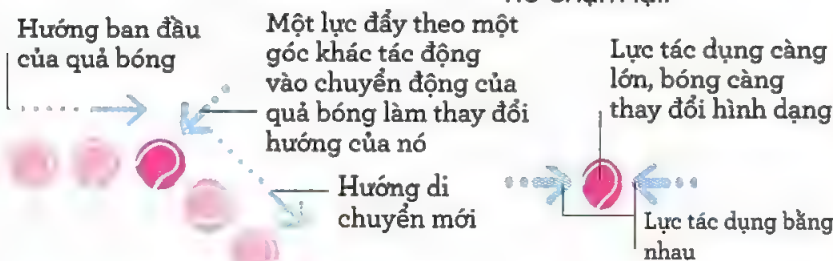 Hướng ban đầu
của quả bóng
Một lực đẩy theo một
góc khác tác động
vào chuyển động của
quả bóng làm thay đổi
hướng của nó
Hướng di
chuyển mới
Lực tác dụng càng
lớn, bóng càng
thay đổi hình dạng
Lực tác dụng bằng
nhau